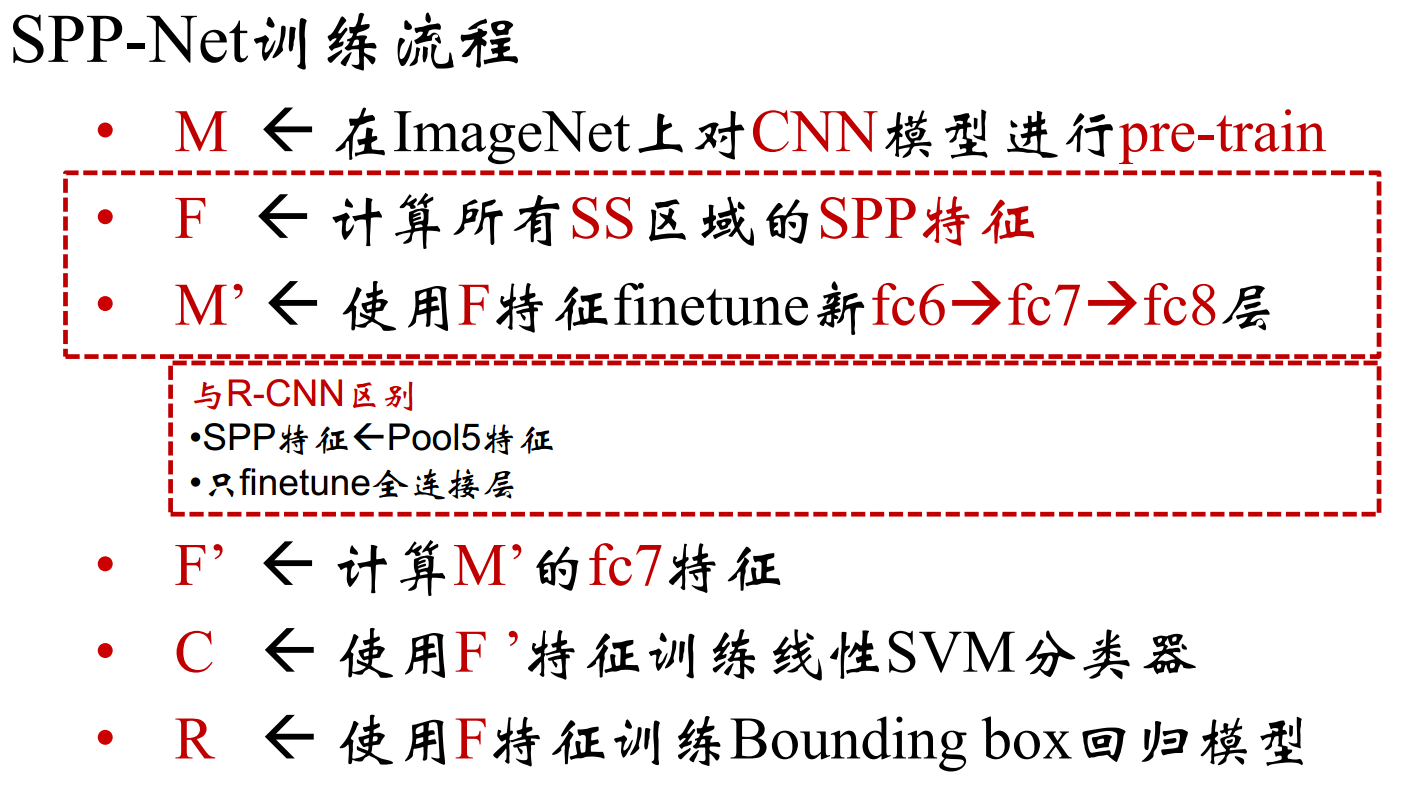 SPP-Net训练流程
• M ← 在ImageNet上对CNN模型进行pre-train
• F ← 计算所有SS区域的SPP特征
• M’ ← 使用F特征finetune新fc6→fc7→fc8层
与R-CNN区别
•SPP特征←Pool5特征
•只finetune全连接层
• F’ ← 计算M’的fc7特征
• C ← 使用F ’特征训练线性SVM分类器
• R ← 使用F特征训练Bounding box回归模型